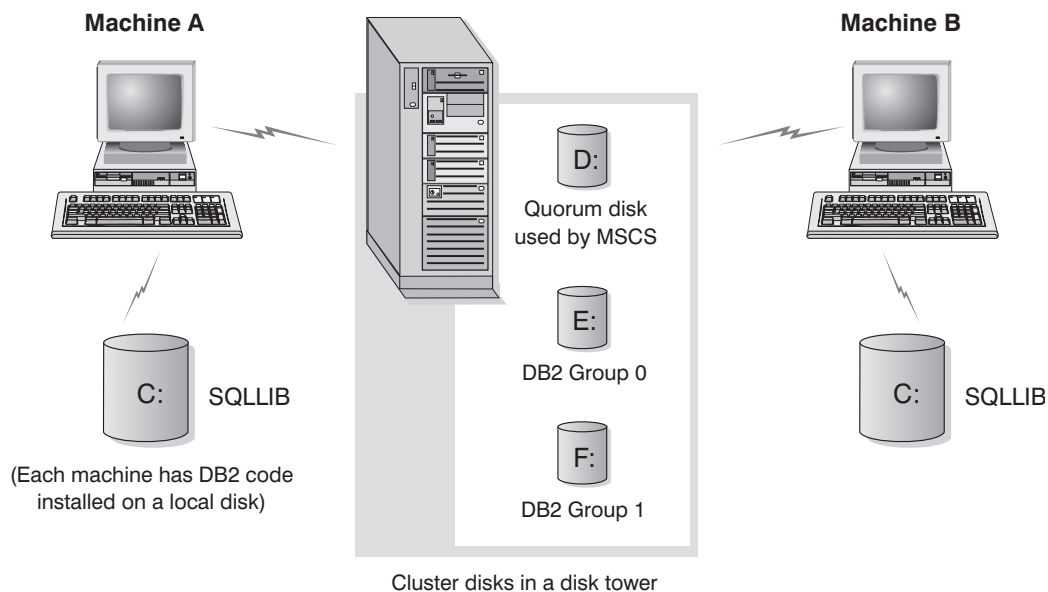 Machine A
Machine B
D:
Quorum disk
used by MSCS
E:
DB2 Group 0
C:
SQLLIB
C:
SQLLIB
F:
DB2 Group 1
(Each machine has DB2 code
installed on a local disk)
Cluster disks in a disk tower